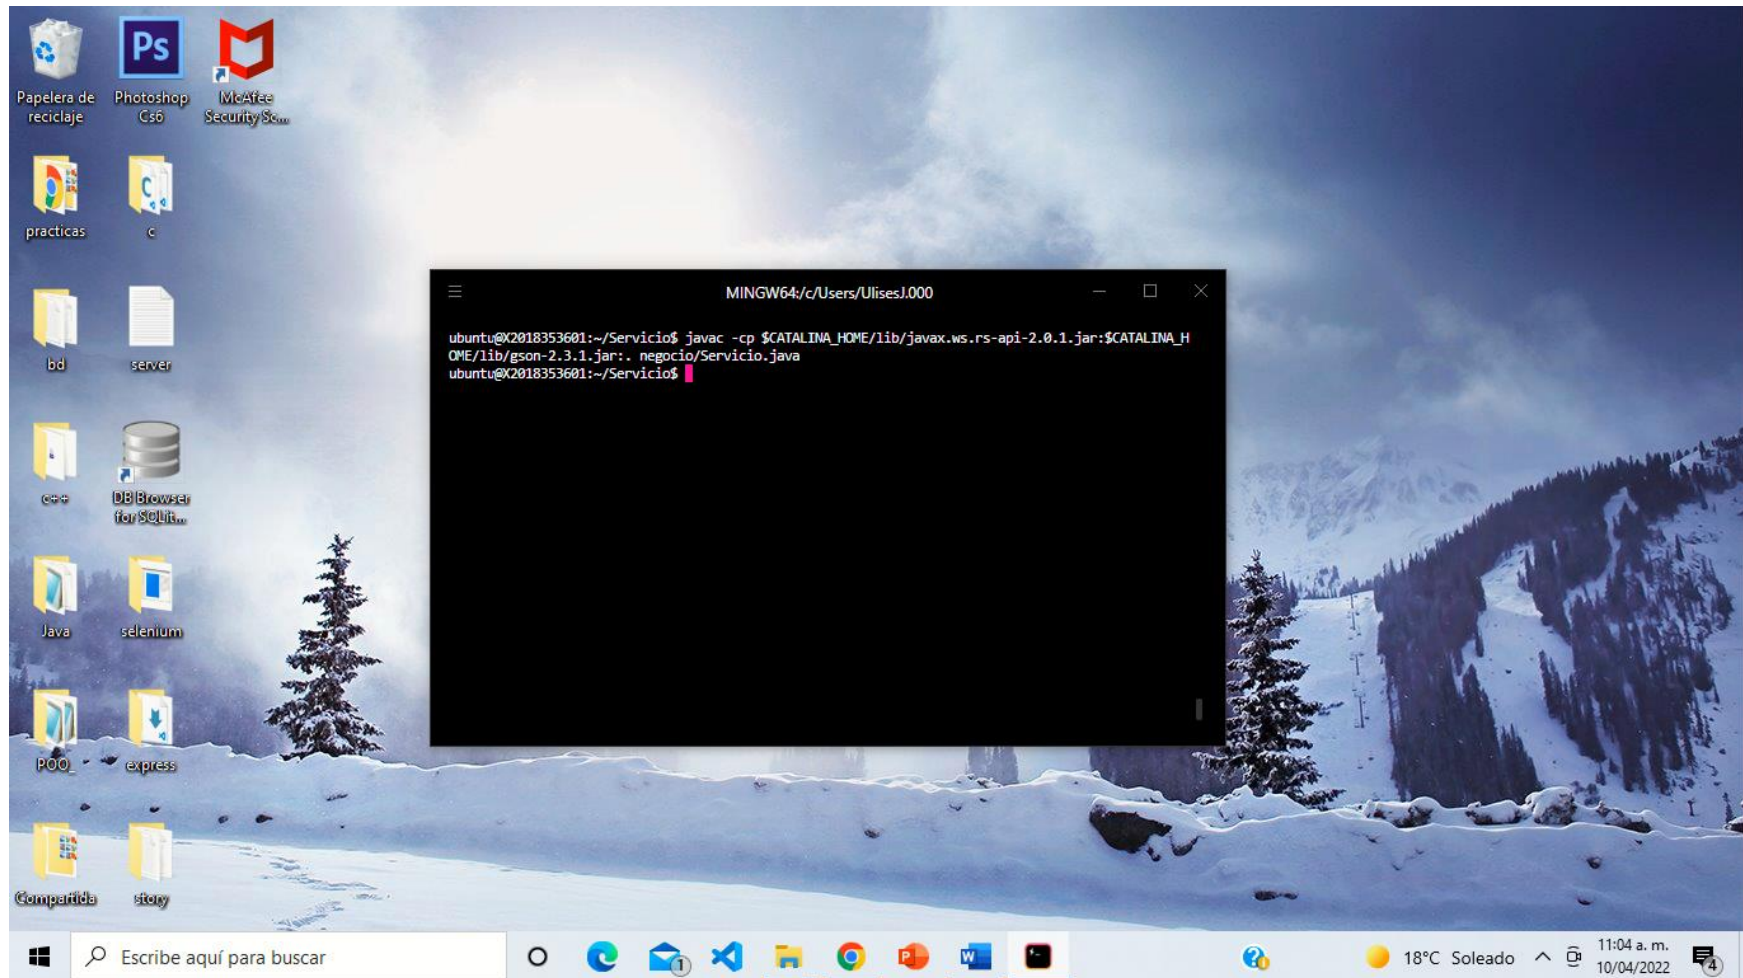 Papelera de
reciclaje
Ps
Photoshop
Cs6
McAfee
Security Sc...
practicas
C
c
bd
server
c++
DB Browser
for SQLit...
Java
selenium
POO_
express
Compartida
story
MINGW64:/c/Users/UlisesJ.000
ubuntu@X2018353601:~/Servicio$ javac -cp $CATALINA_HOME/lib/javax.ws.rs-api-2.0.1.jar:$CATALINA_H
OME/lib/gson-2.3.1.jar:. negocio/Servicio.java
ubuntu@X2018353601:~/Servicio$
Escribe aquí para buscar
1
P
W
18°C Soleado
11:04 a. m.
10/04/2022
4